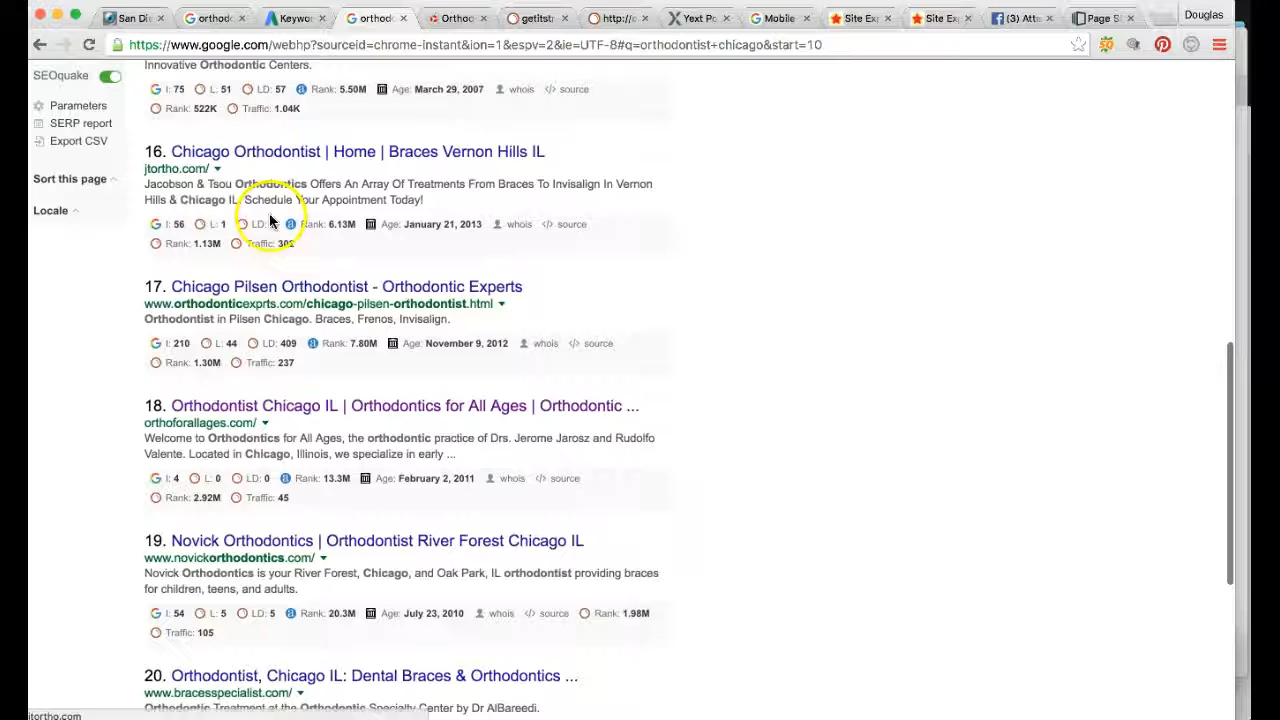 San Di
orthod
Keywor
orthod
Orthoc
getitstr
http://c
Yext Po
Mobile
Site Ex
Site Ex
(3) Att
Page S
Douglas
https://www.google.com/webhp?sourceid=chrome-instant&ion=1&espv=2&ie=UTF-8#q=orthodontist+chicago&start=10
SEOquake
Parameters
SERP report
Export CSV
Sort this page
Locale
Innovative Orthodontic Centers.
I: 75 L: 51 LD: 57 Rank: 5.50M Age: March 29, 2007 whois source
Rank: 522K Traffic: 1.04K
16. Chicago Orthodontist | Home | Braces Vernon Hills IL
jtortho.com/
Jacobson & Tsou Orthodontics Offers An Array Of Treatments From Braces To Invisalign In Vernon
Hills & Chicago IL. Schedule Your Appointment Today!
I: 56 L: 1 LD: Rank: 6.13M Age: January 21, 2013 whois source
Rank: 1.13M Traffic: 302
17. Chicago Pilsen Orthodontist - Orthodontic Experts
www.orthodonticexprts.com/chicago-pilsen-orthodontist.html
Orthodontist in Pilsen Chicago. Braces, Frenos, Invisalign.
I: 210 L: 44 LD: 409 Rank: 7.80M Age: November 9, 2012 whois source
Rank: 1.30M Traffic: 237
18. Orthodontist Chicago IL | Orthodontics for All Ages | Orthodontic ...
orthoforallages.com/
Welcome to Orthodontics for All Ages, the orthodontic practice of Drs. Jerome Jarosz and Rudolfo
Valente. Located in Chicago, Illinois, we specialize in early ...
I: 4 L: 0 LD: 0 Rank: 13.3M Age: February 2, 2011 whois source
Rank: 2.92M Traffic: 45
19. Novick Orthodontics | Orthodontist River Forest Chicago IL
www.novickorthodontics.com/
Novick Orthodontics is your River Forest, Chicago, and Oak Park, IL orthodontist providing braces
for children, teens, and adults.
I: 54 L: 5 LD: 5 Rank: 20.3M Age: July 23, 2010 whois source Rank: 1.98M
Traffic: 105
20. Orthodontist, Chicago IL: Dental Braces & Orthodontics ...
www.bracesspecialist.com/
Orthodontic Treatment at the Orthodontic Specialty Center by Dr AlBareedi.
jtortho.com